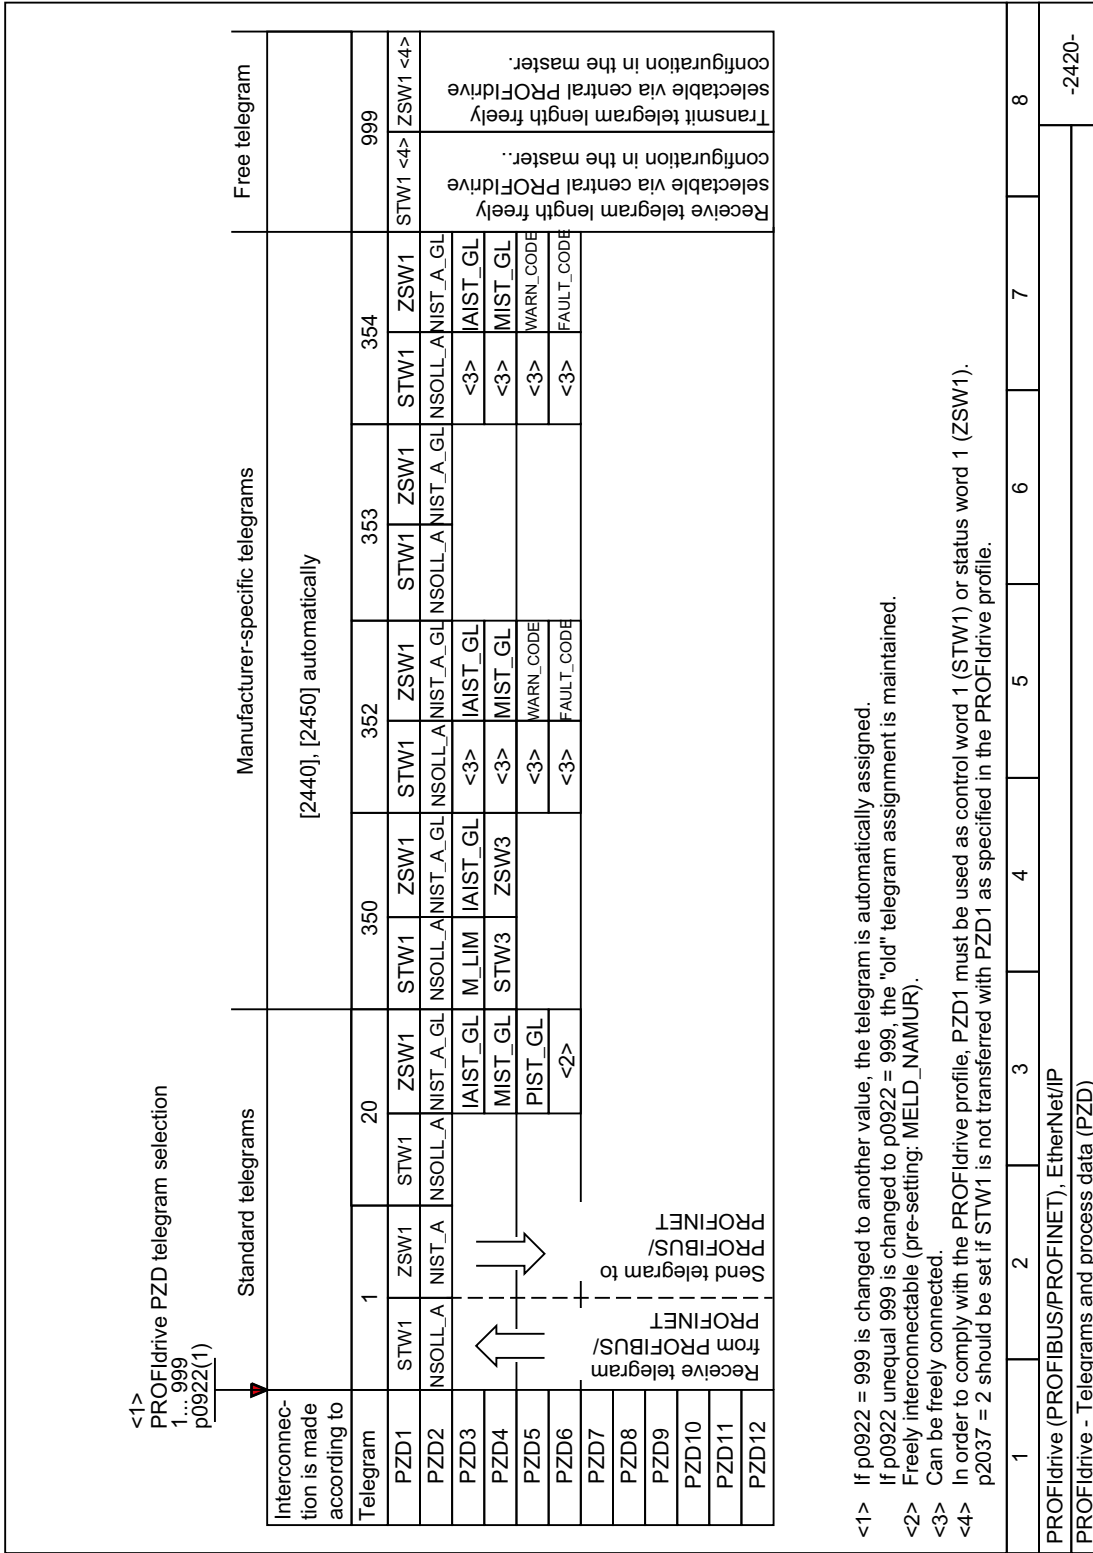 <1>
PROFIdrive PZD telegram selection
1... 999
p0922(1)
Standard telegrams
Manufacturer-specific telegrams
Free telegram
Interconnec-
tion is made
according to
[2440], [2450] automatically
Telegram
1
20
350
352
353
354
999
PZD1
STW1
ZSW1
STW1
ZSW1
STW1
ZSW1
STW1
ZSW1
STW1
ZSW1
STW1
ZSW1
STW1 <4>
ZSW1 <4>
PZD2
NSOLL_A
NIST_A
NSOLL_A
NIST_A_GL
NSOLL_A
NIST_A_GL
NSOLL_A
NIST_A_GL
NSOLL_A
NIST_A_GL
NSOLL_A
NIST_A_GL
PZD3
IAIST_GL
M_LIM
IAIST_GL
<3>
IAIST_GL
<3>
IAIST_GL
PZD4
MIST_GL
STW3
ZSW3
<3>
MIST_GL
<3>
MIST_GL
PZD5
PIST_GL
<3>
WARN_CODE
<3>
WARN_CODE
PZD6
<2>
<3>
FAULT_CODE
<3>
FAULT_CODE
PZD7
PZD8
PZD9
PZD10
PZD11
PZD12
Receive telegram
from PROFIBUS/
PROFINET
Send telegram to
PROFIBUS/
PROFINET
Receive telegram length freely
selectable via central PROFIdrive
configuration in the master..
Transmit telegram length freely
selectable via central PROFIdrive
configuration in the master.
<1> If p0922 = 999 is changed to another value, the telegram is automatically assigned.
If p0922 unequal 999 is changed to p0922 = 999, the "old" telegram assignment is maintained.
<2> Freely interconnectable (pre-setting: MELD_NAMUR).
<3> Can be freely connected.
<4> In order to comply with the PROFIdrive profile, PZD1 must be used as control word 1 (STW1) or status word 1 (ZSW1).
p2037 = 2 should be set if STW1 is not transferred with PZD1 as specified in the PROFIdrive profile.
1
2
3
4
5
6
7
8
PROFIdrive (PROFIBUS/PROFINET), EtherNet/IP
-2420-
PROFIdrive - Telegrams and process data (PZD)